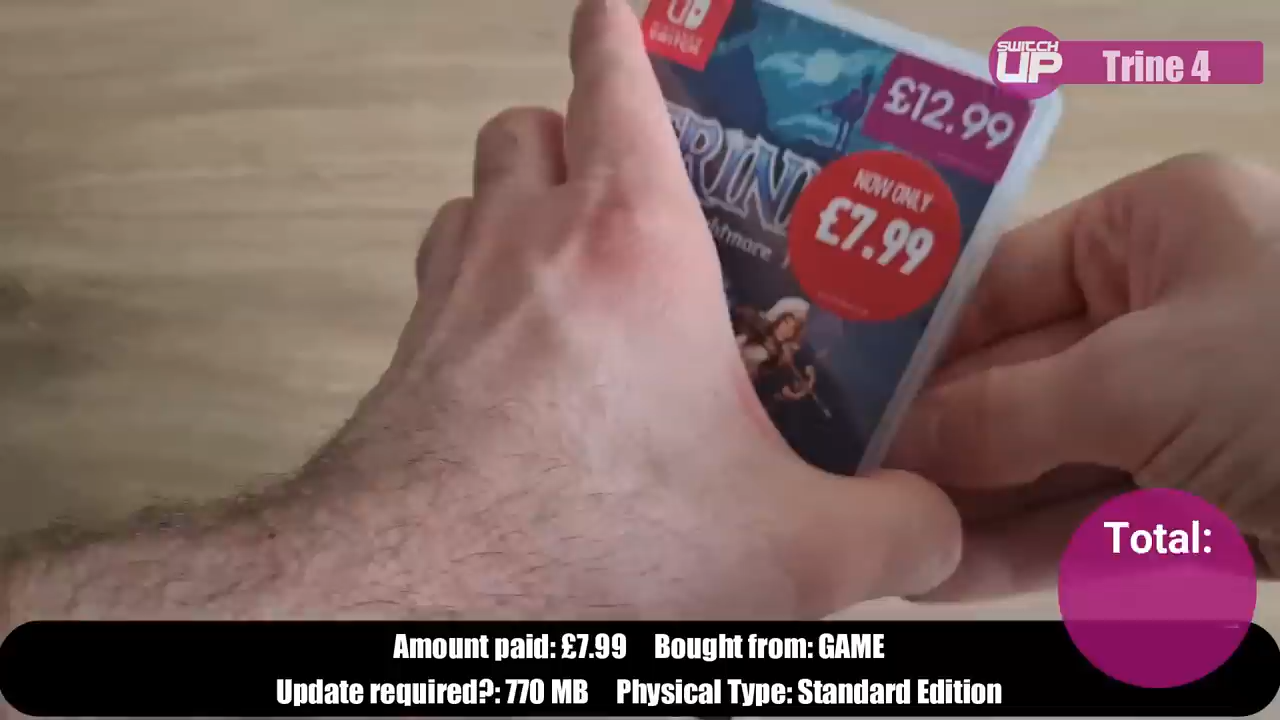 SWITCH
UP
Trine 4
£12.99
NOW ONLY
£7.99
Total:
Amount paid: £7.99 Bought from: GAME
Update required?: 770 MB Physical Type: Standard Edition